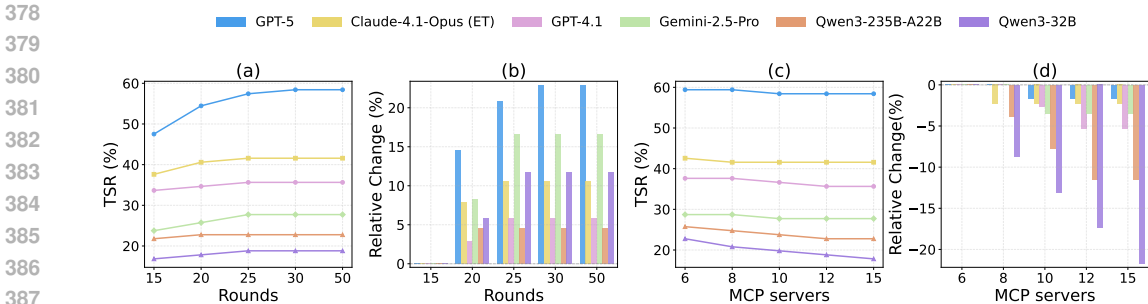 378
379
380
381
382
383
384
385
386
387
GPT-5 Claude-4.1-Opus (ET) GPT-4.1 Gemini-2.5-Pro Qwen3-235B-A22B Qwen3-32B
(a)
TSR (%)
60
50
40
30
20
15 20 25 30 50
Rounds
(b)
Relative Change (%)
20
15
10
5
0
15 20 25 30 50
Rounds
(c)
TSR (%)
60
50
40
30
20
6 8 10 12 15
MCP servers
(d)
Relative Change(%)
0
−5
−10
−15
−20
6 8 10 12 15
MCP servers